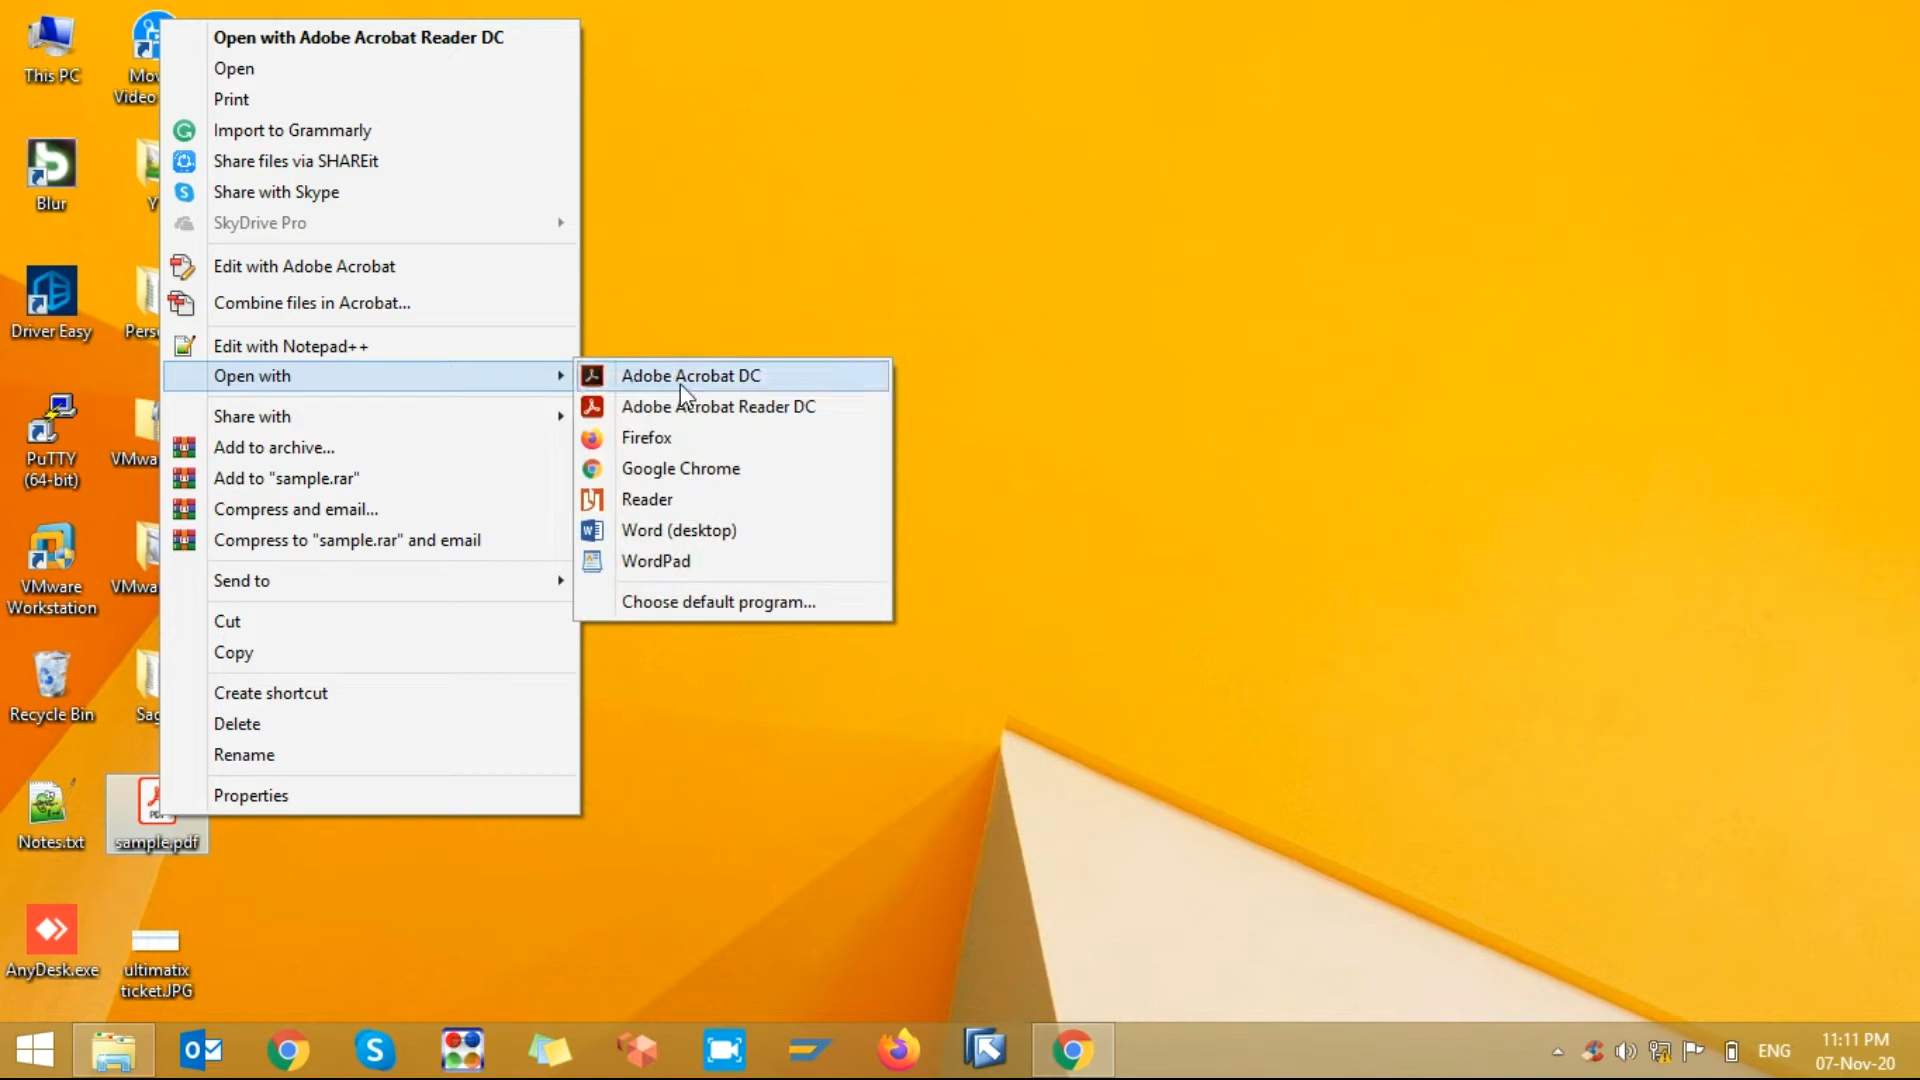 This PC
Mov
Video
Blur
Y
Driver Easy
Perso
PuTTY
(64-bit)
VMwa
VMware
Workstation
VMwa
Recycle Bin
Sag
Notes.txt
sample.pdf
AnyDesk.exe
ultimatix
ticket.JPG
Open with Adobe Acrobat Reader DC
Open
Print
Import to Grammarly
Share files via SHAREit
Share with Skype
SkyDrive Pro
Edit with Adobe Acrobat
Combine files in Acrobat...
Edit with Notepad++
Open with
Share with
Add to archive...
Add to "sample.rar"
Compress and email...
Compress to "sample.rar" and email
Send to
Cut
Copy
Create shortcut
Delete
Rename
Properties
Adobe Acrobat DC
Adobe Acrobat Reader DC
Firefox
Google Chrome
Reader
Word (desktop)
WordPad
Choose default program...
ENG
11:11 PM
07-Nov-20